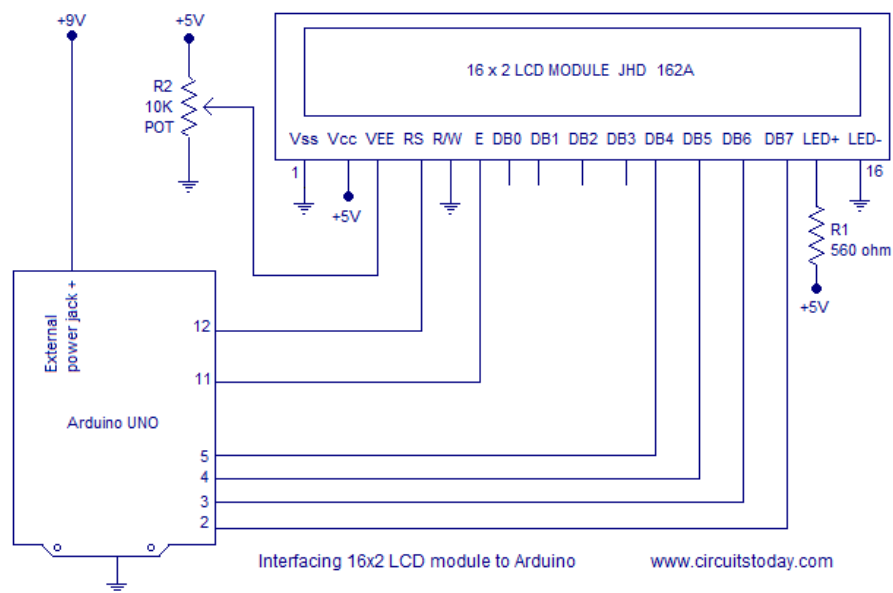 +9V
+5V
R2
10K
POT
16 x 2 LCD MODULE JHD 162A
Vss Vcc VEE RS R/W E DB0 DB1 DB2 DB3 DB4 DB5 DB6 DB7 LED+ LED-
1
16
+5V
R1
560 ohm
+5V
External
power jack +
12
11
Arduino UNO
5
4
3
2
Interfacing 16x2 LCD module to Arduino
www.circuitstoday.com